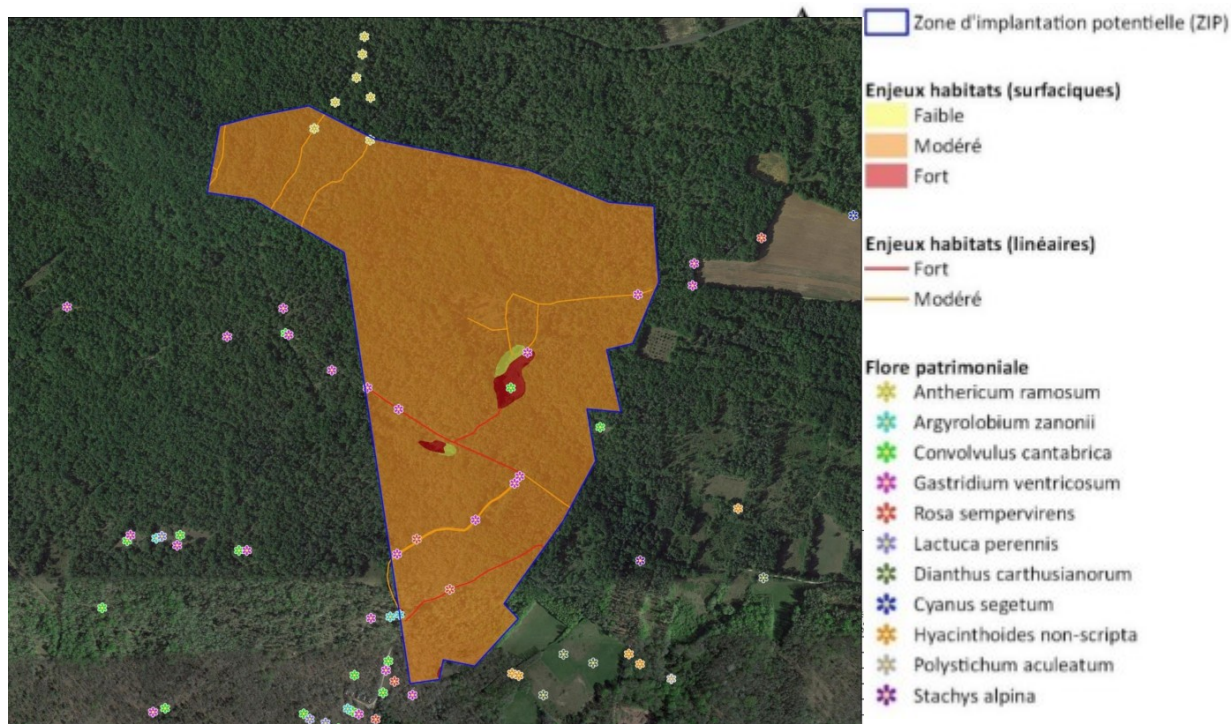 Zone d'implantation potentielle (ZIP)
Enjeux habitats (surfaciques)
Faible
Modéré
Fort
Enjeux habitats (linéaires)
Fort
Modéré
Flore patrimoniale
Anthericum ramosum
Argyrolobium zanonii
Convolvulus cantabrica
Gastridium ventricosum
Rosa sempervirens
Lactuca perennis
Dianthus carthusianorum
Cyanus segetum
Hyacinthoides non-scripta
Polystichum aculeatum
Stachys alpina